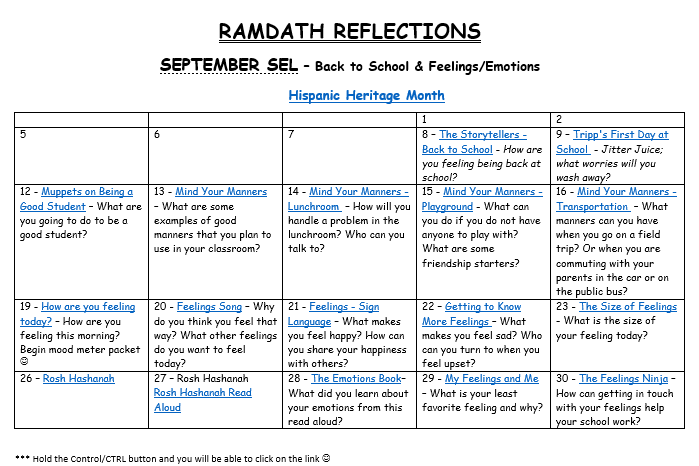 RAMDATH REFLECTIONS
SEPTEMBER SEL – Back to School & Feelings/Emotions
Hispanic Heritage Month
1
2
5
6
7
8 – The Storytellers -
Back to School - How are
you feeling being back at
school?
9 – Tripp's First Day at
School - Jitter Juice;
what worries will you
wash away?
12 - Muppets on Being a
Good Student – What are
you going to do to be a
good student?
13 - Mind Your Manners
– What are some
examples of good
manners that you plan to
use in your classroom?
14 - Mind Your Manners -
Lunchroom – How will you
handle a problem in the
lunchroom? Who can you
talk to?
15 - Mind Your Manners -
Playground - What can
you do if you do not have
anyone to play with?
What are some
friendship starters?
16 - Mind Your Manners -
Transportation – What
manners can you have
when you go on a field
trip? Or when you are
commuting with your
parents in the car or on
the public bus?
19 - How are you feeling
today? – How are you
feeling this morning?
Begin mood meter packet
☺
20 - Feelings Song – Why
do you think you feel that
way? What other feelings
do you want to feel
today?
21 - Feelings - Sign
Language – What makes
you feel happy? How can
you share your happiness
with others?
22 – Getting to Know
More Feelings – What
makes you feel sad? Who
can you turn to when you
feel upset?
23 - The Size of Feelings
- What is the size of
your feeling today?
26 – Rosh Hashanah
27 – Rosh Hashanah
Rosh Hashanah Read
Aloud
28 - The Emotions Book–
What did you learn about
your emotions from this
read aloud?
29 - My Feelings and Me
– What is your least
favorite feeling and why?
30 - The Feelings Ninja –
How can getting in touch
with your feelings help
your school work?
*** Hold the Control/CTRL button and you will be able to click on the link ☺